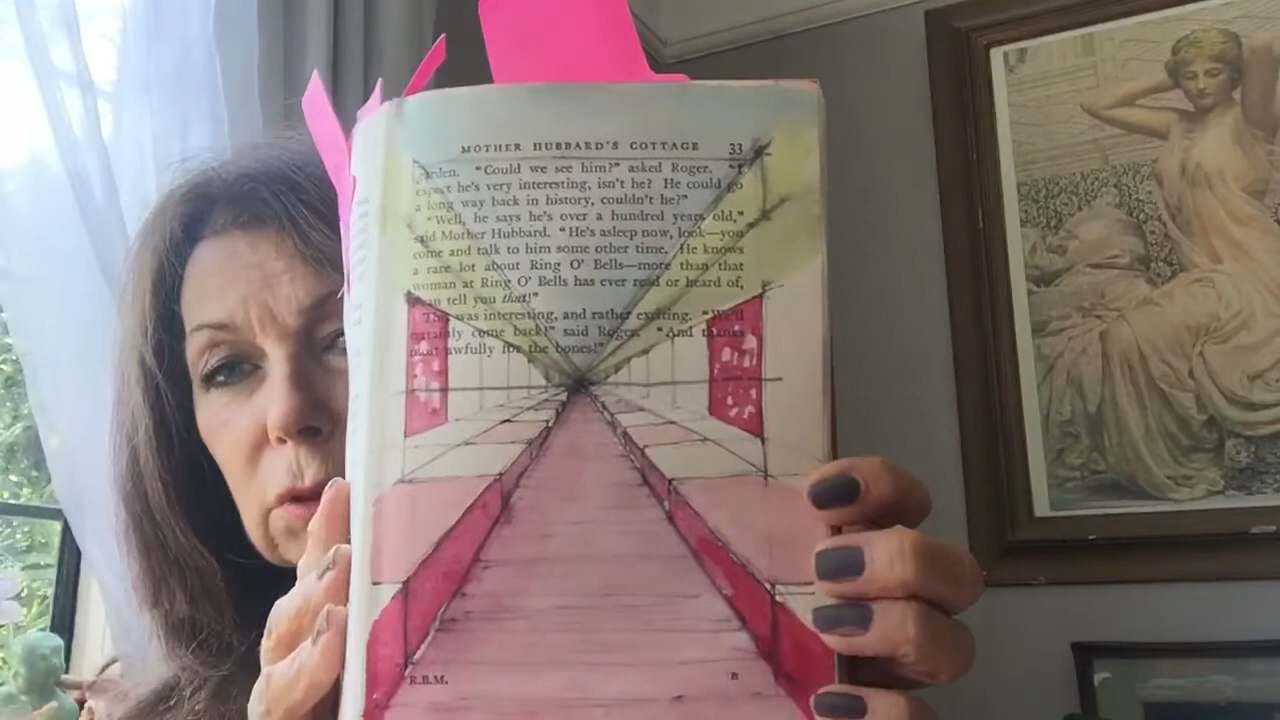 MOTHER HUBBARD'S COTTAGE 33
garden. "Could we see him?" asked Roger. "I
expect he's very interesting, isn't he? He could go
a long way back in history, couldn't he?"
"Well, he says he's over a hundred years old,"
said Mother Hubbard. "He's asleep now, look—you
come and talk to him some other time. He knows
a rare lot about Ring O' Bells—more than that
woman at Ring O' Bells has ever read or heard of,
can tell you that!"
This was interesting, and rather exciting. "We'll
certainly come back!" said Roger. "And thanks
most awfully for the bones!"
R.B.M. B